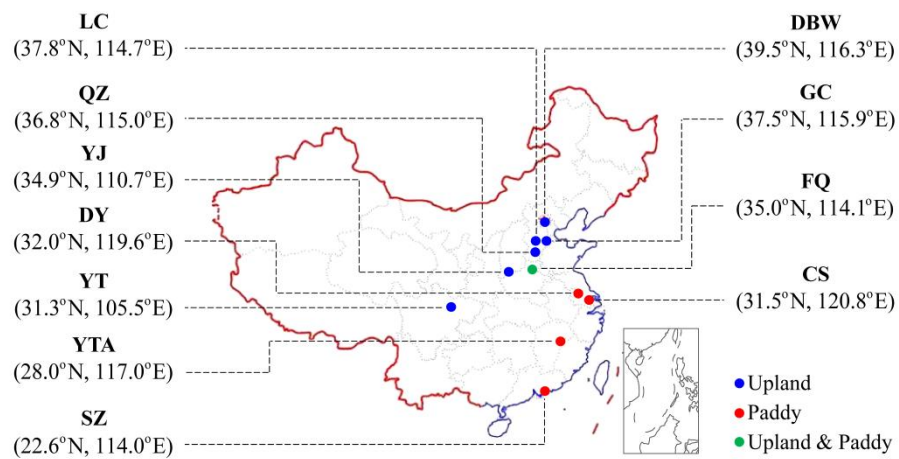 LC
(37.8°N, 114.7°E)
QZ
(36.8°N, 115.0°E)
YJ
(34.9°N, 110.7°E)
DY
(32.0°N, 119.6°E)
YT
(31.3°N, 105.5°E)
YTA
(28.0°N, 117.0°E)
SZ
(22.6°N, 114.0°E)
DBW
(39.5°N, 116.3°E)
GC
(37.5°N, 115.9°E)
FQ
(35.0°N, 114.1°E)
CS
(31.5°N, 120.8°E)
Upland
Paddy
Upland & Paddy